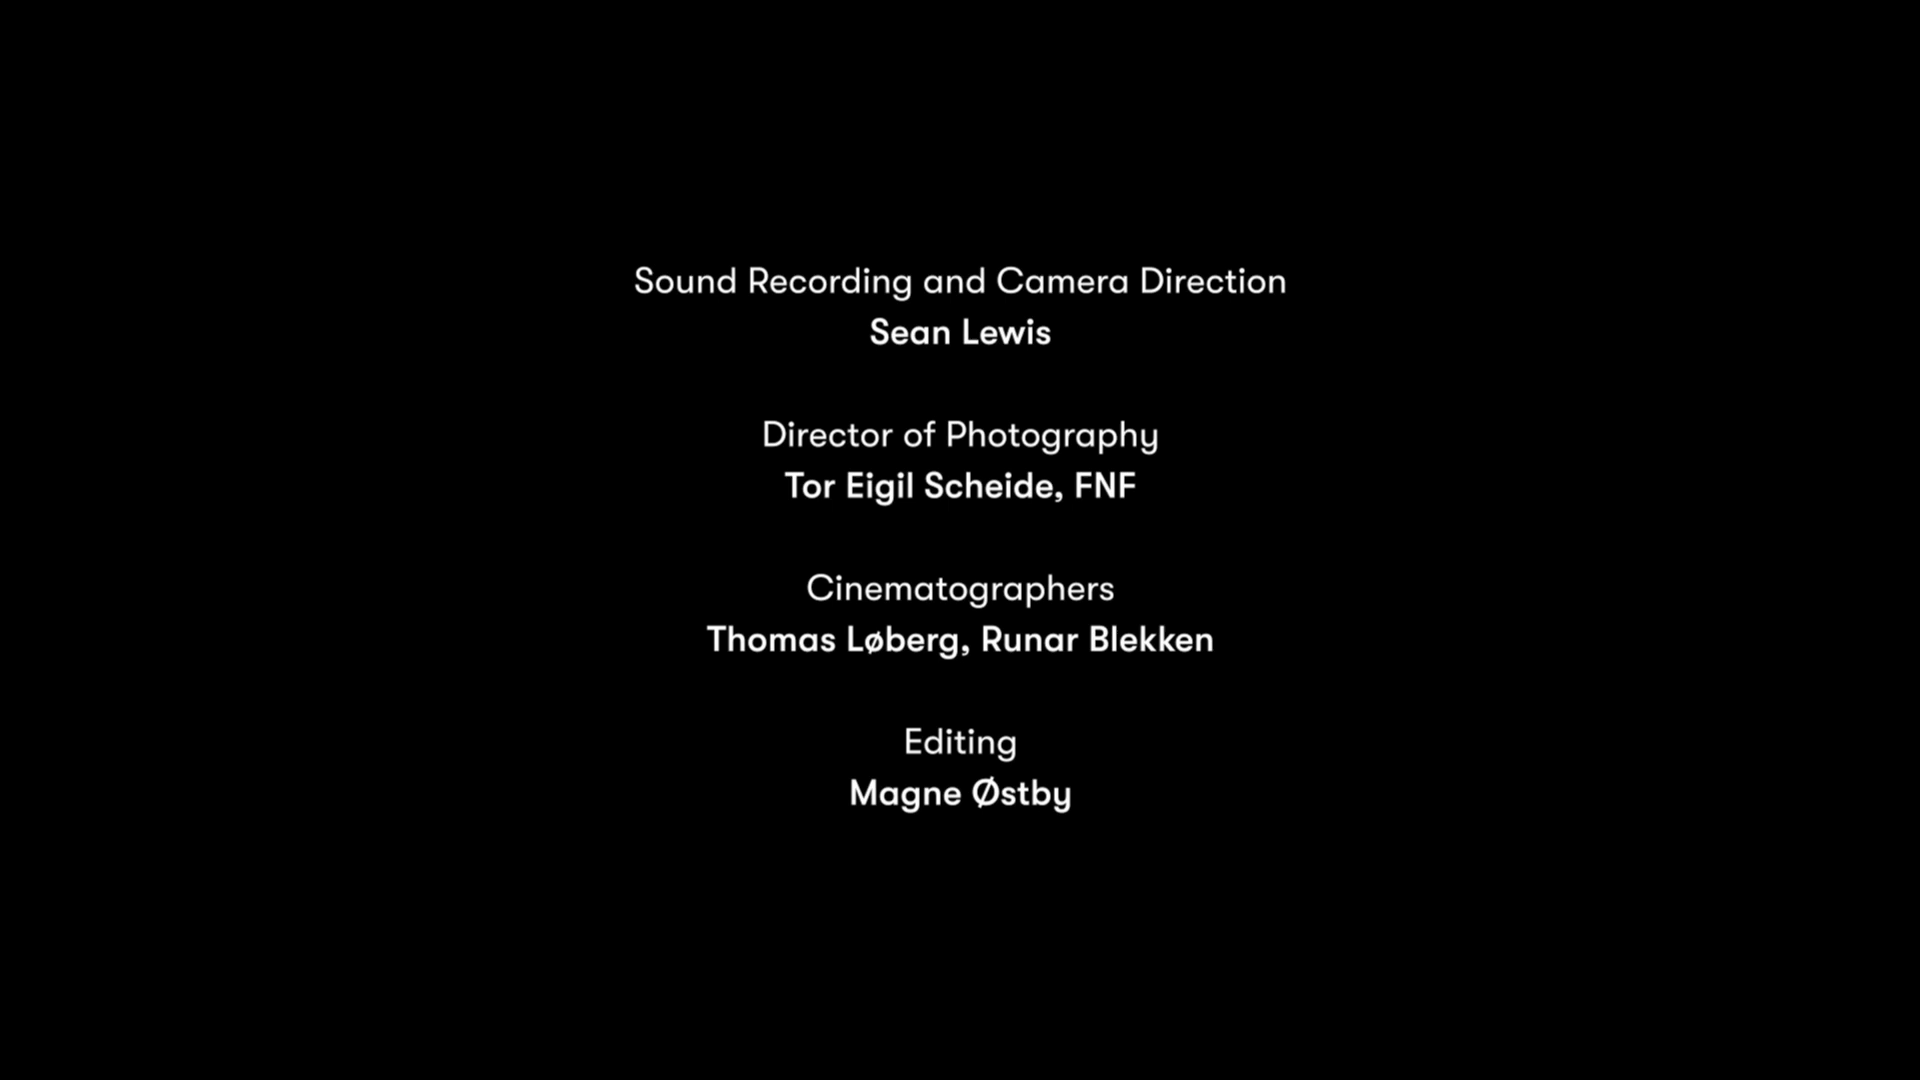 Sound Recording and Camera Direction
Sean Lewis
Director of Photography
Tor Eigil Scheide, FNF
Cinematographers
Thomas Løberg, Runar Blekken
Editing
Magne Østby